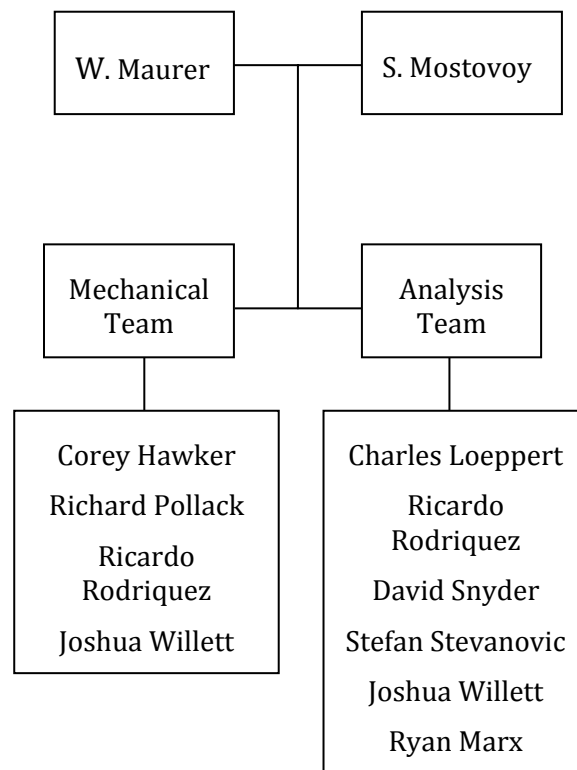 W. Maurer
S. Mostovoy
Mechanical
Team
Analysis
Team
Corey Hawker
Richard Pollack
Ricardo
Rodriquez
Joshua Willett
Charles Loeppert
Ricardo
Rodriquez
David Snyder
Stefan Stevanovic
Joshua Willett
Ryan Marx